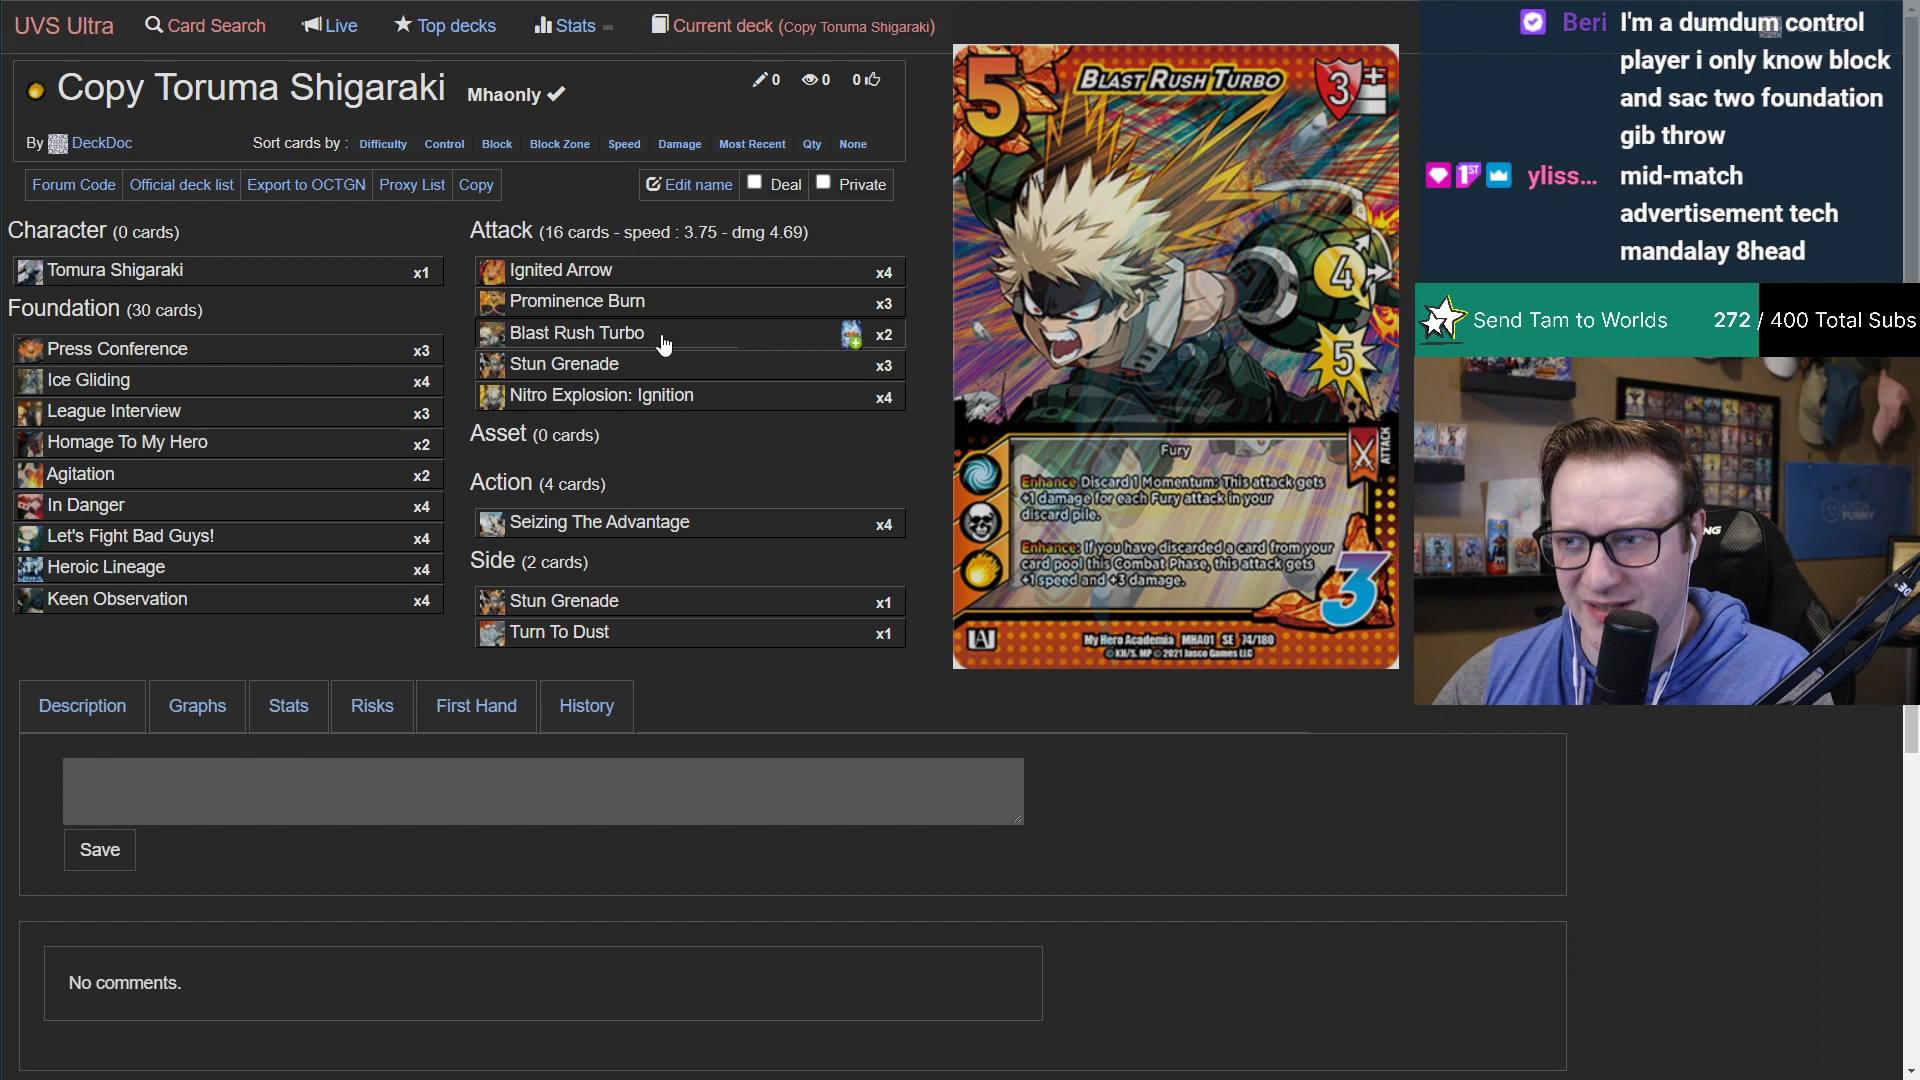 UVS Ultra
Card Search
Live
Top decks
Stats
Current deck (Copy Toruma Shigaraki)
Copy Toruma Shigaraki Mhaonly
0 0 0
By DeckDoc
Sort cards by : Difficulty Control Block Block Zone Speed Damage Most Recent Qty None
Forum Code Official deck list Export to OCTGN Proxy List Copy
Edit name Deal Private
Character (0 cards)
Tomura Shigaraki x1
Foundation (30 cards)
Press Conference x3
Ice Gliding x4
League Interview x3
Homage To My Hero x2
Agitation x2
In Danger x4
Let's Fight Bad Guys! x4
Heroic Lineage x4
Keen Observation x4
Attack (16 cards - speed : 3.75 - dmg 4.69)
Ignited Arrow x4
Prominence Burn x3
Blast Rush Turbo x2
Stun Grenade x3
Nitro Explosion: Ignition x4
Asset (0 cards)
Action (4 cards)
Seizing The Advantage x4
Side (2 cards)
Stun Grenade x1
Turn To Dust x1
5
BLAST RUSH TURBO
3+
4
5
ATTACK
Fury
Enhance Discard 1 Momentum: This attack gets
+1 damage for each Fury attack in your
discard pile.
Enhance: If you have discarded a card from your
card pool this Combat Phase, this attack gets
+1 speed and +3 damage.
3
My Hero Academia MHA01 SE 74/180
© KH/S, MP © 2021 Jasco Games LLC
Beri I'm a dumdum control
player i only know block
and sac two foundation
gib throw
1ST yliss... mid-match
advertisement tech
mandalay 8head
Send Tam to Worlds 272 / 400 Total Subs
KINDA
FUNNY
NG
Description Graphs Stats Risks First Hand History
Save
No comments.